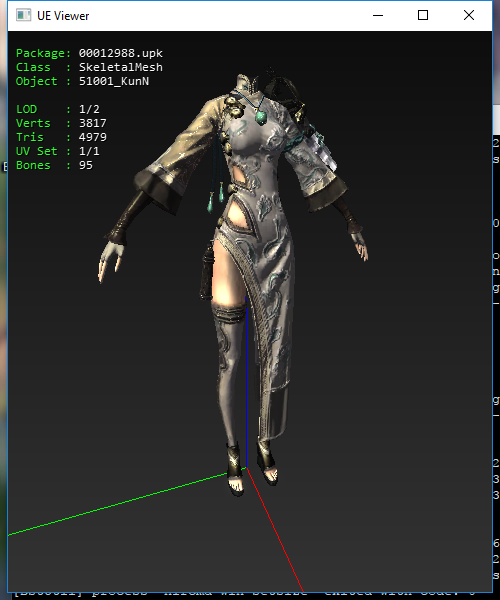 UE Viewer
Package: 00012988.upk
Class : SkeletalMesh
Object : 51001_KunN
LOD : 1/2
Verts : 3817
Tris : 4979
UV Set : 1/1
Bones : 95